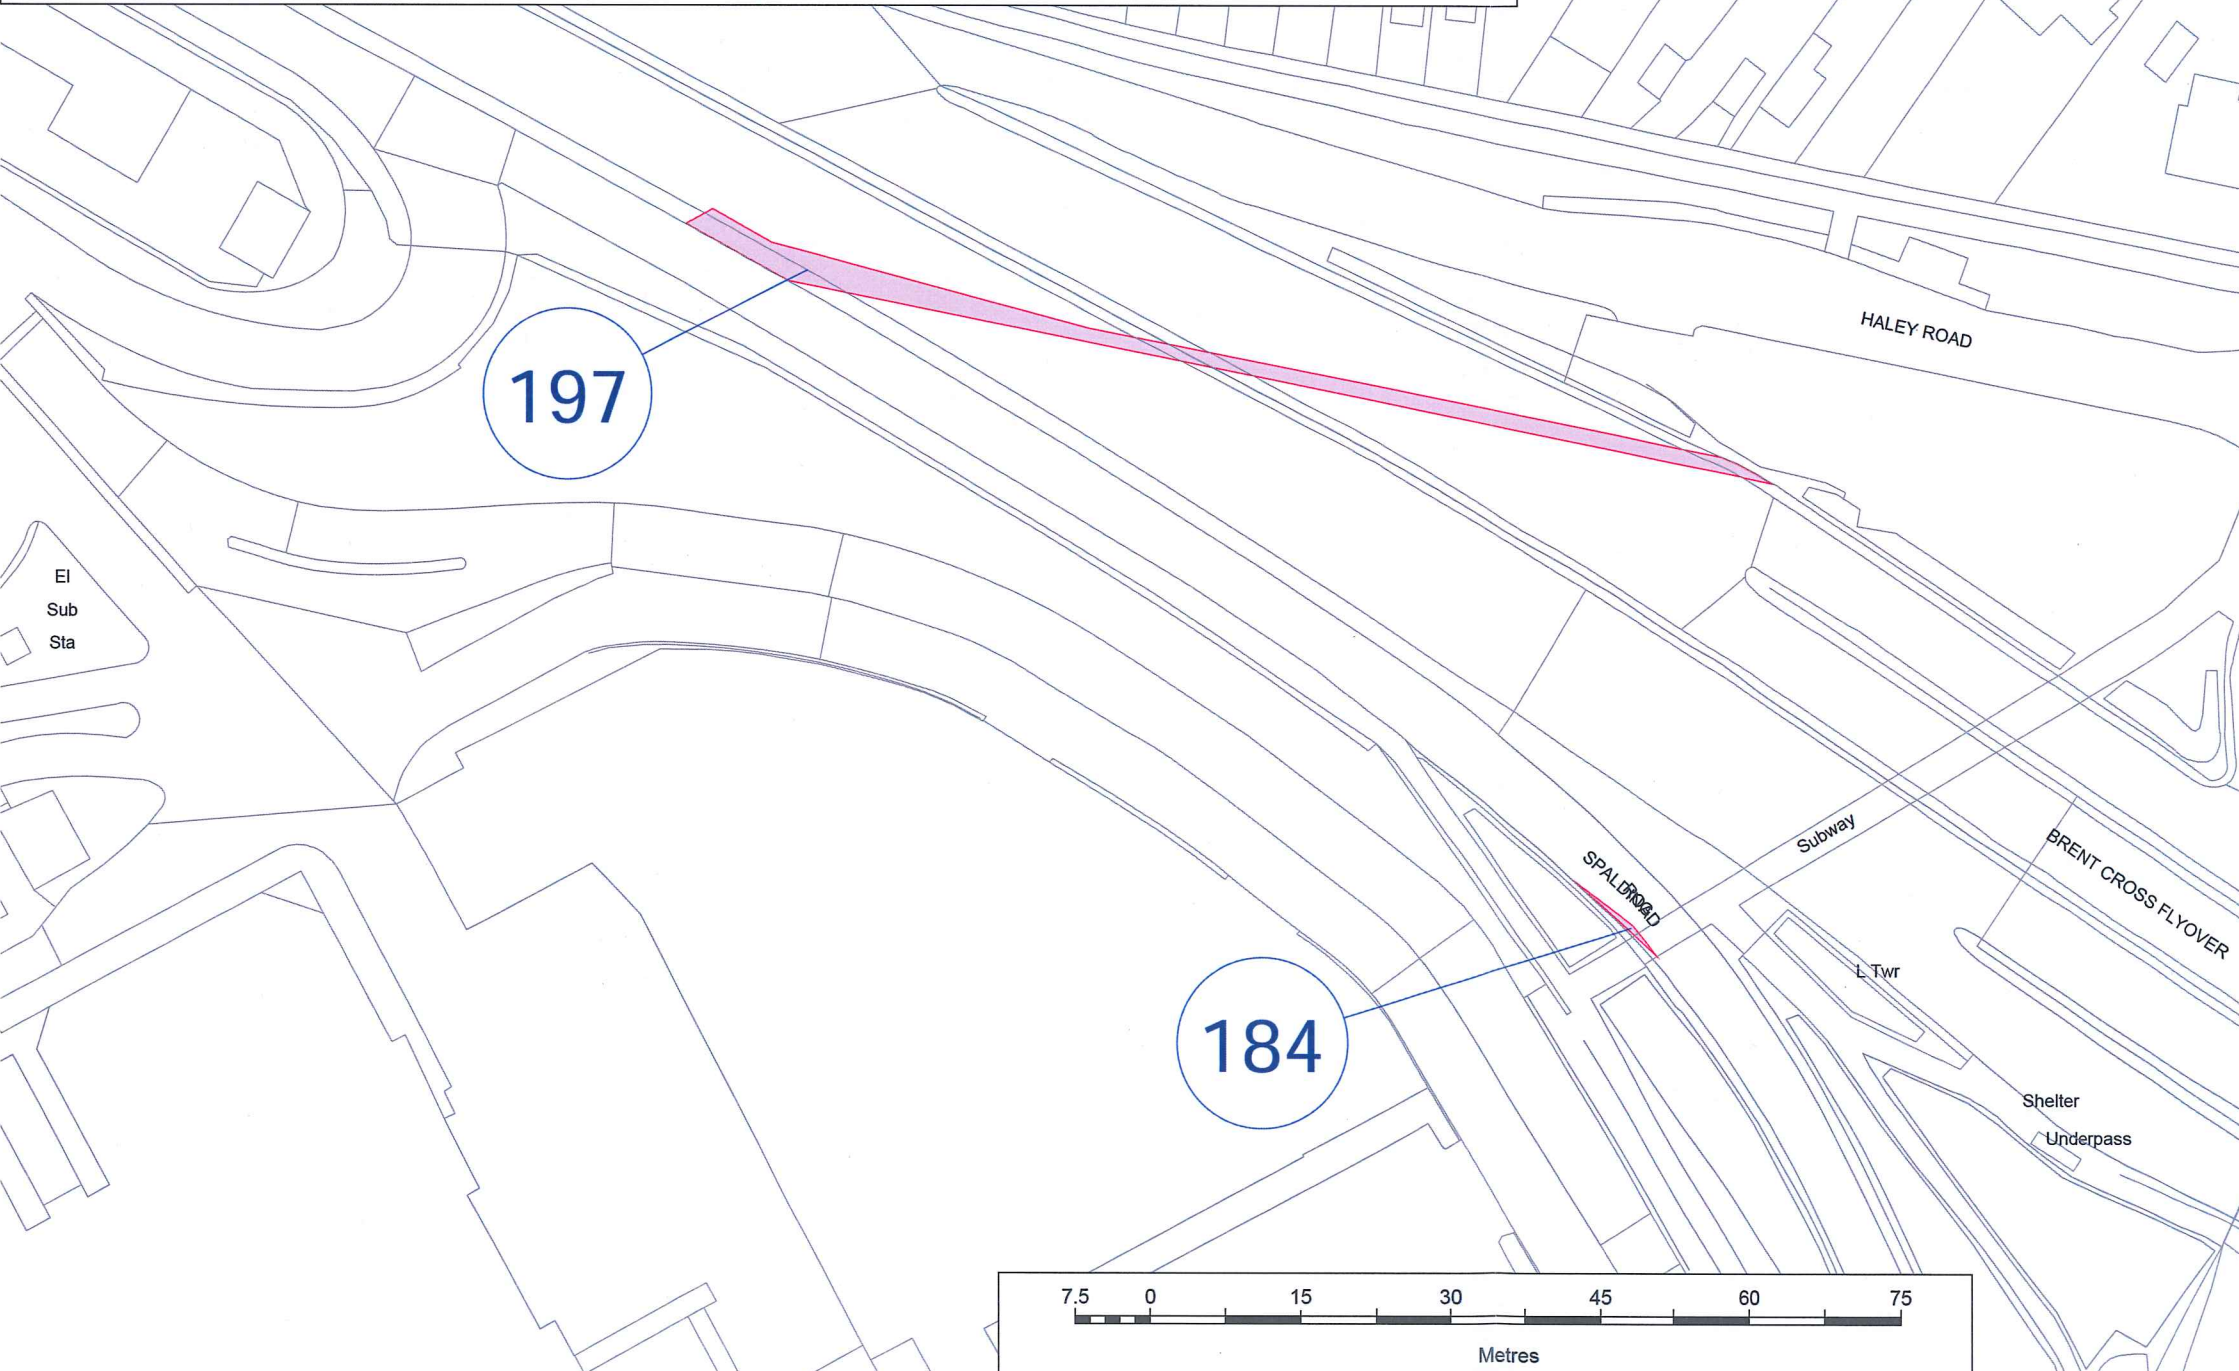 HALEY ROAD
197
El
Sub
Sta
Subway
BRENT CROSS FLYOVER
SPALDING
ROAD
L Twr
184
Shelter
Underpass
7.5 0 15 30 45 60 75
Metres